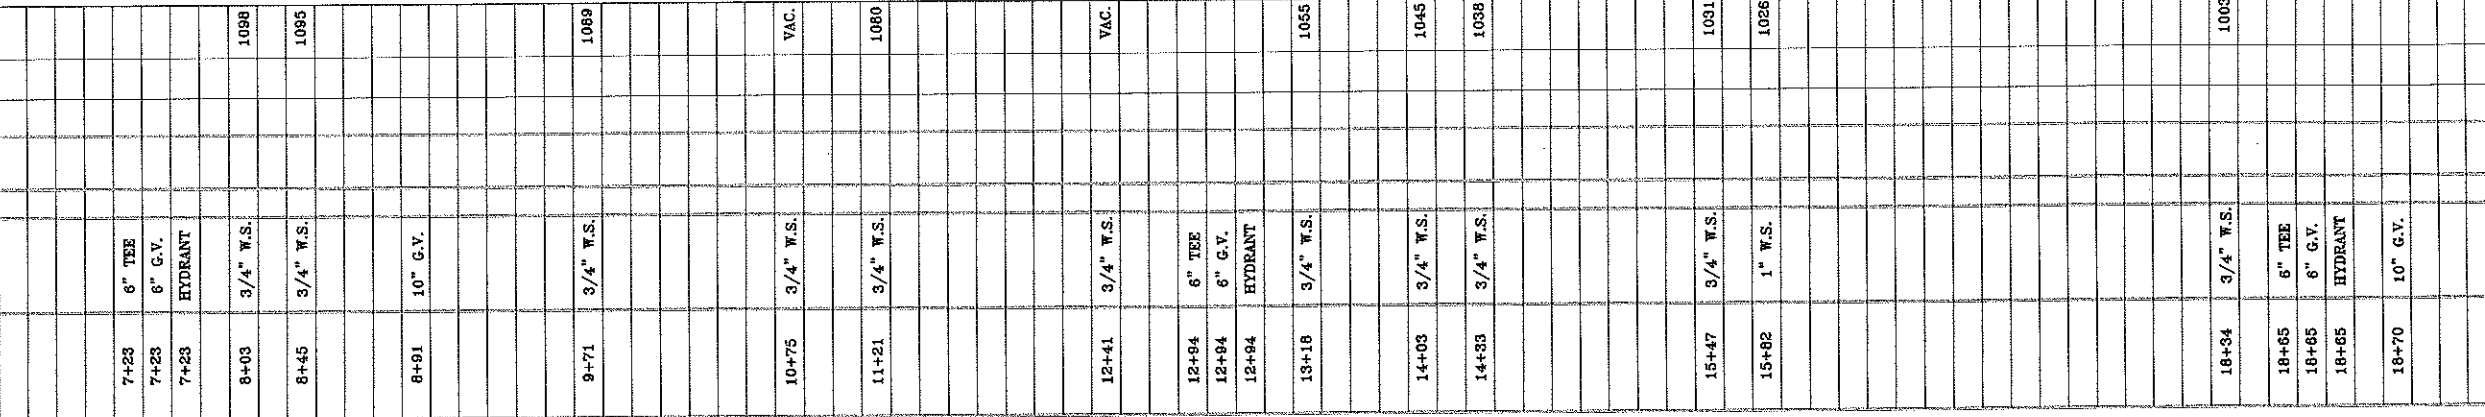 7+23 6" TEE
7+23 6" G.V.
7+23 HYDRANT
8+03 3/4" W.S. 1098
8+45 3/4" W.S. 1095
8+91 10" G.V.
9+71 3/4" W.S. 1089
10+75 3/4" W.S. VAC.
11+21 3/4" W.S. 1080
12+41 3/4" W.S. VAC.
12+94 6" TEE
12+94 6" G.V.
12+94 HYDRANT
13+18 3/4" W.S. 1055
14+03 3/4" W.S. 1045
14+33 3/4" W.S. 1038
15+47 3/4" W.S. 1031
15+82 1" W.S. 1026
18+34 3/4" W.S. 1003
18+65 6" TEE
18+65 6" G.V.
18+65 HYDRANT
18+70 10" G.V.